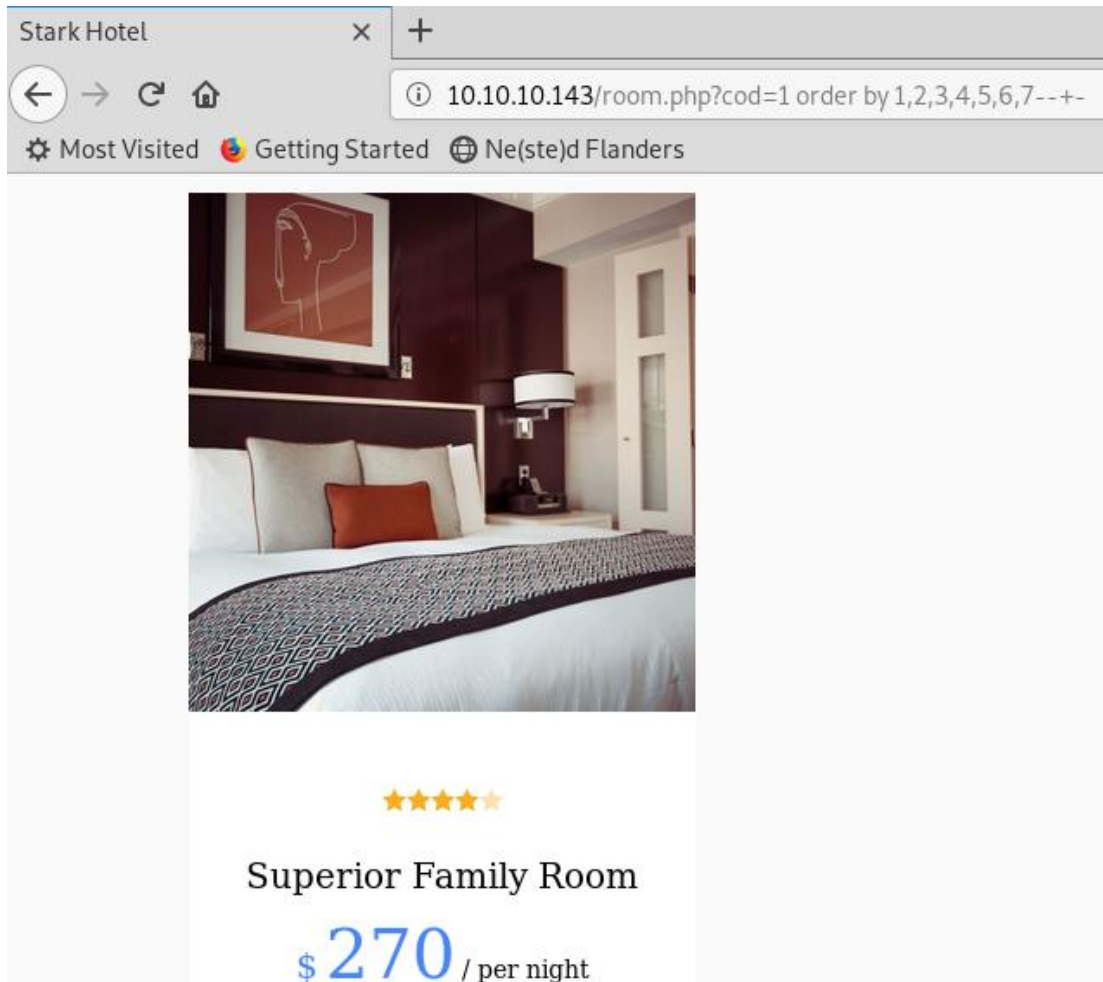 Stark Hotel
10.10.10.143/room.php?cod=1 order by 1,2,3,4,5,6,7--+-
Most Visited Getting Started Ne(ste)d Flanders
Superior Family Room
$ 270 / per night